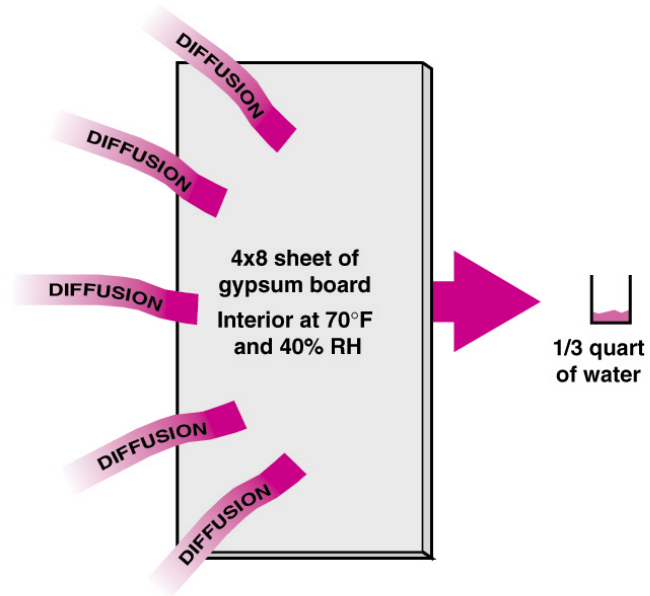 DIFFUSION
DIFFUSION
DIFFUSION
DIFFUSION
DIFFUSION
4x8 sheet of
gypsum board
Interior at 70°F
and 40% RH
1/3 quart
of water